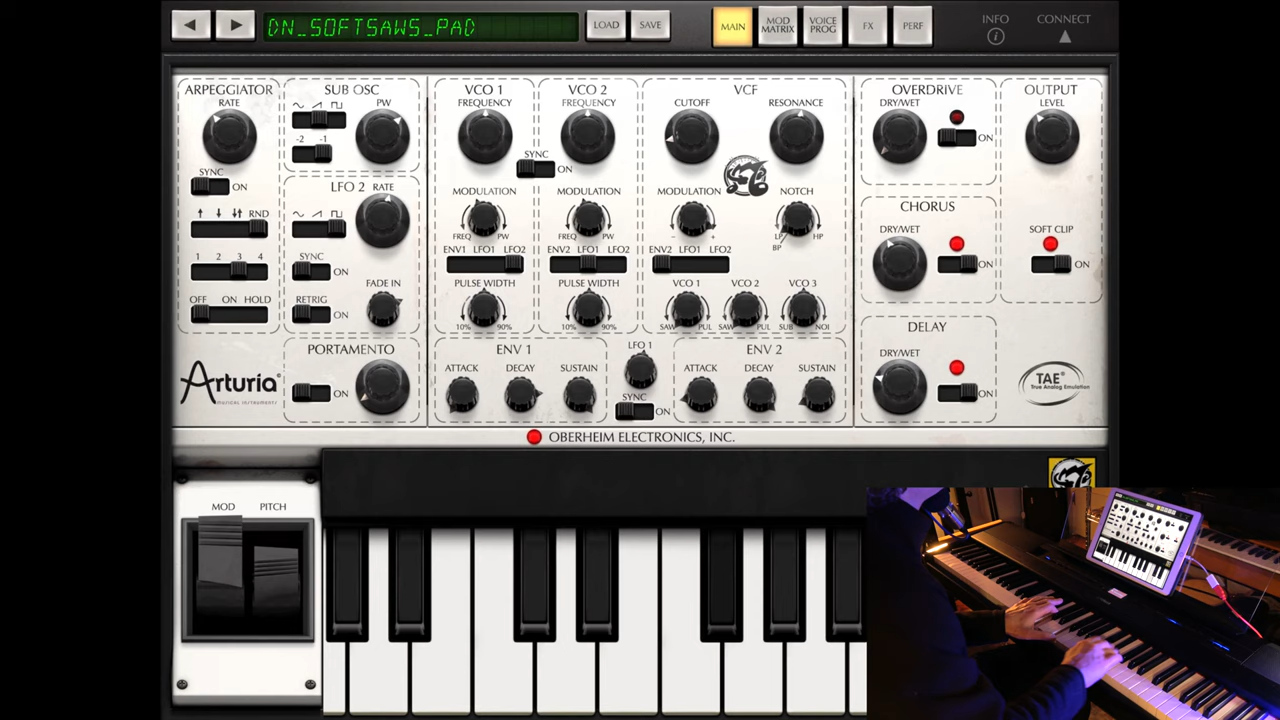 DN_SOFTSAWS_PAD
LOAD
SAVE
MAIN
MOD
MATRIX
VOICE
PROG
FX
PERF
INFO
i
CONNECT
ARPEGGIATOR
RATE
SYNC
ON
RND
1 2 3 4
OFF ON HOLD
SUB OSC
PW
-2 -1
LFO 2 RATE
SYNC
ON
RETRIG
ON
FADE IN
PORTAMENTO
ON
VCO 1
FREQUENCY
SYNC
ON
MODULATION
FREQ PW
ENV1 LFO1 LFO2
PULSE WIDTH
10% 90%
VCO 2
FREQUENCY
MODULATION
FREQ PW
ENV1 LFO1 LFO2
PULSE WIDTH
10% 90%
VCF
CUTOFF
RESONANCE
MODULATION
- +
NOTCH
LP HP
BP
ENV2 LFO1 LFO2
VCO 1
SAW PUL
VCO 2
SAW PUL
VCO 3
SUB NOI
ENV 1
ATTACK DECAY SUSTAIN
LFO 1
SYNC
ON
ENV 2
ATTACK DECAY SUSTAIN
OVERDRIVE
DRY/WET
ON
CHORUS
DRY/WET
ON
DELAY
DRY/WET
ON
OUTPUT
LEVEL
SOFT CLIP
ON
Arturia
MUSICAL INSTRUMENTS
TAE®
True Analog Emulation
OBERHEIM ELECTRONICS, INC.
MOD PITCH